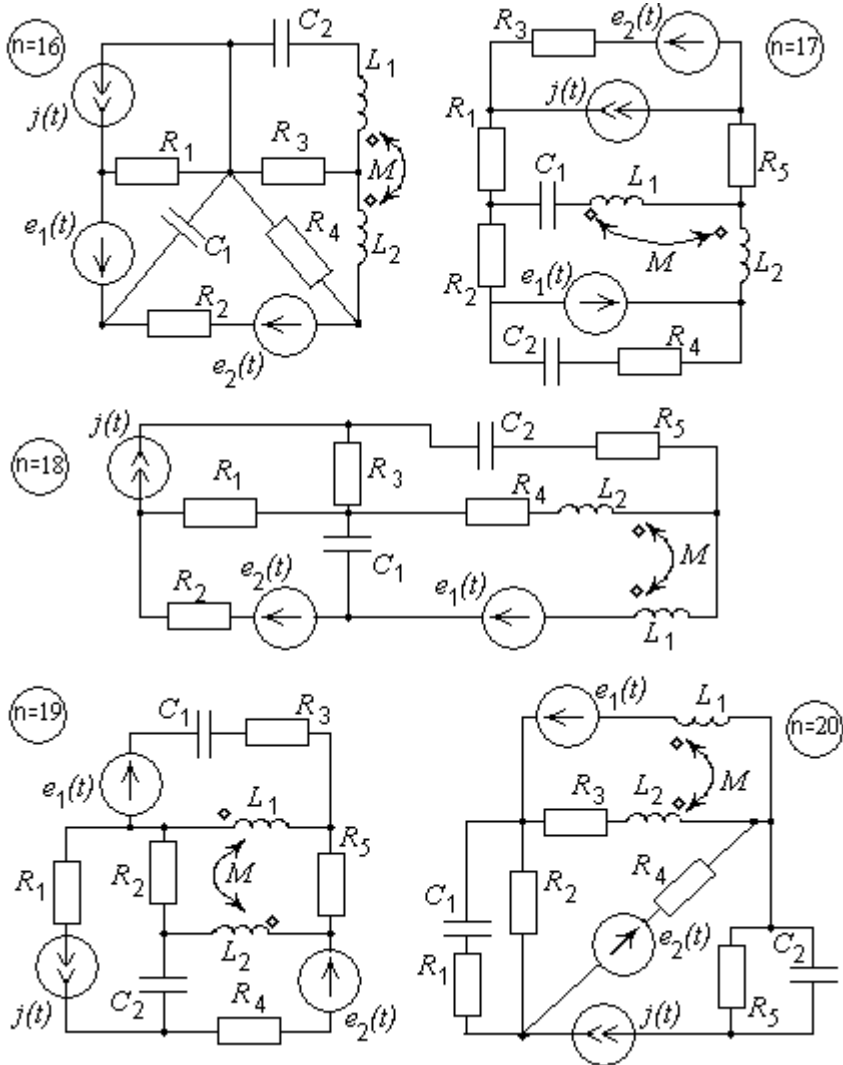 n=16
C2
L1
j(t)
R1
R3
M
e1(t)
C1
R4
L2
R2
e2(t)
R3
e2(t)
n=17
j(t)
R1
R5
C1
L1
M
R2
e1(t)
L2
C2
R4
n=18
j(t)
C2
R5
R1
R3
R4
L2
M
R2
e2(t)
C1
e1(t)
L1
n=19
C1
R3
e1(t)
L1
R5
R1
R2
M
L2
j(t)
C2
R4
e2(t)
e1(t)
L1
n=20
M
R3
L2
C1
R2
R4
e2(t)
C2
R1
j(t)
R5